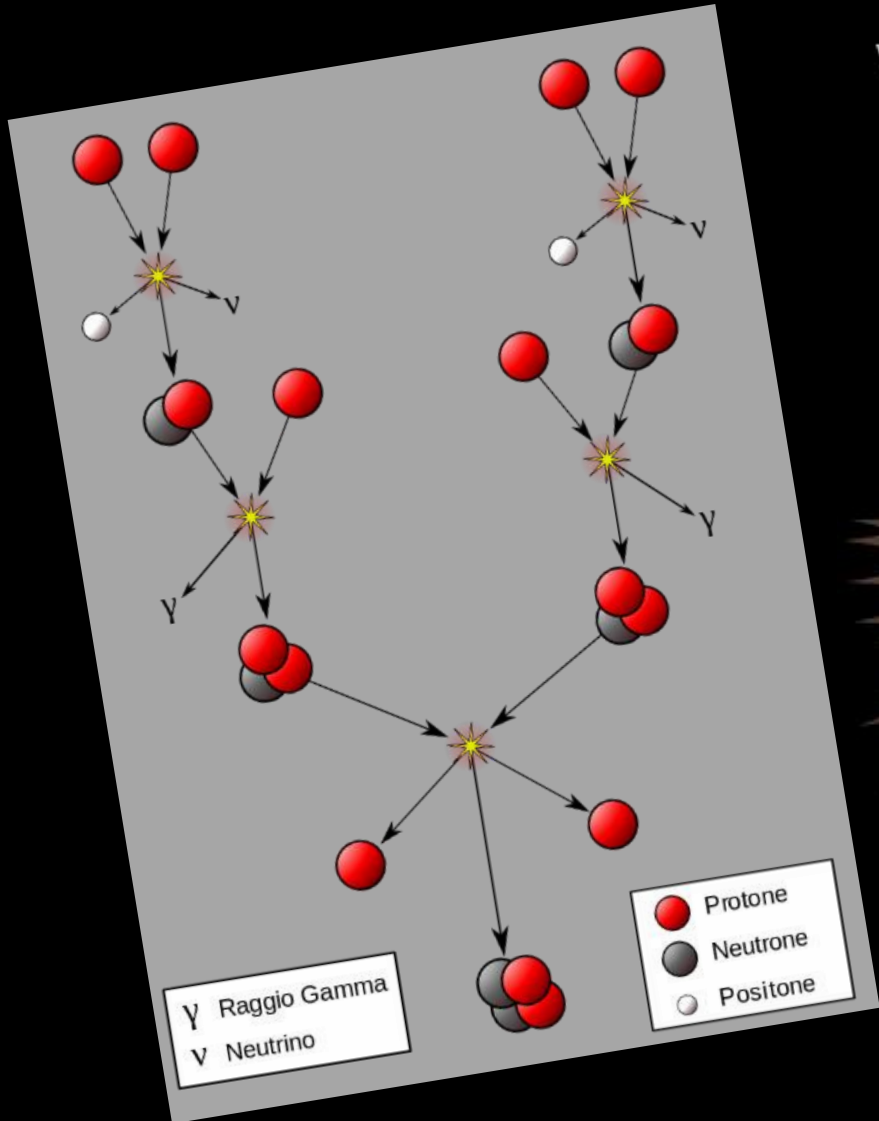 ν
ν
γ
γ
Protone
Neutrone
Positone
γ Raggio Gamma
ν Neutrino